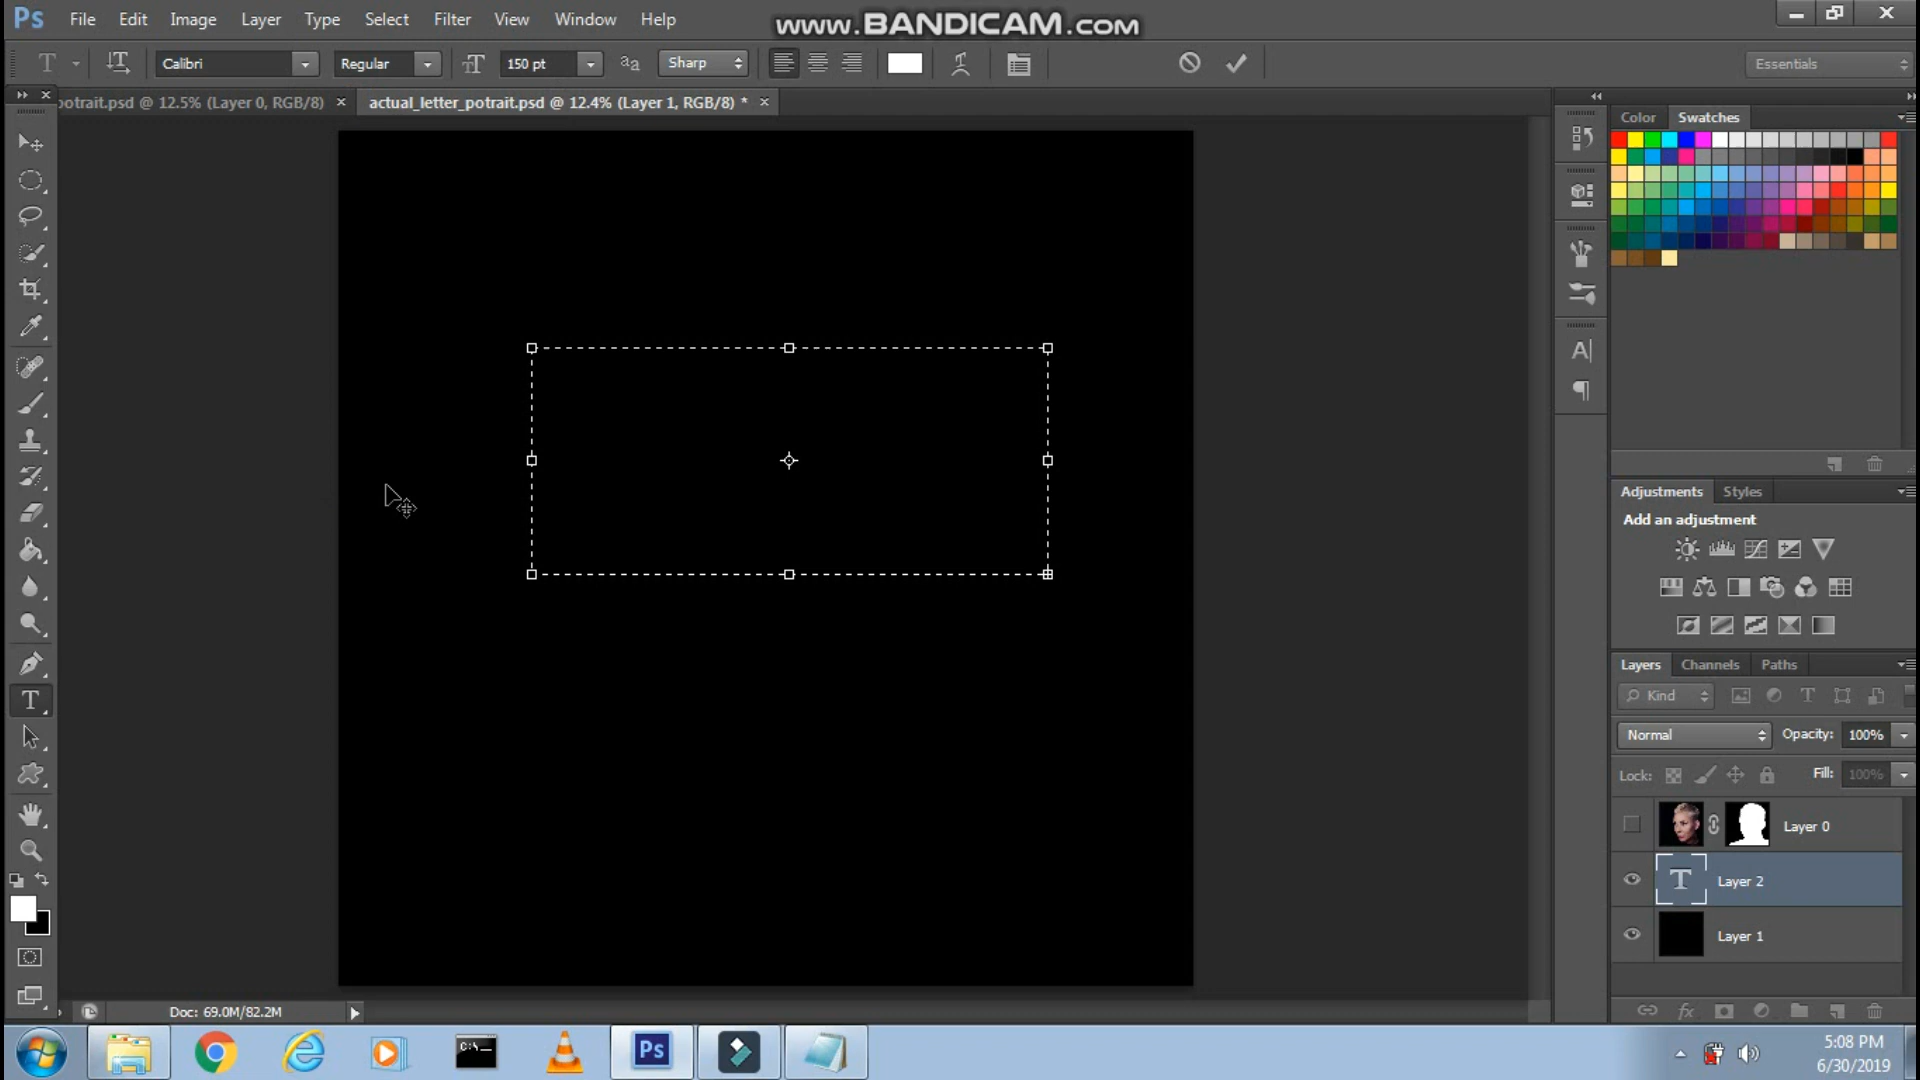 www.BANDICAM.com
Ps File Edit Image Layer Type Select Filter View Window Help
T Calibri Regular 150 pt aa Sharp Essentials
potrait.psd @ 12.5% (Layer 0, RGB/8) × actual_letter_potrait.psd @ 12.4% (Layer 1, RGB/8) * ×
Color Swatches
Adjustments Styles
Add an adjustment
Layers Channels Paths
Kind
Normal Opacity: 100%
Lock: Fill: 100%
Layer 0
T Layer 2
Layer 1
Doc: 69.0M/82.2M
C:\
Ps
5:08 PM
6/30/2019